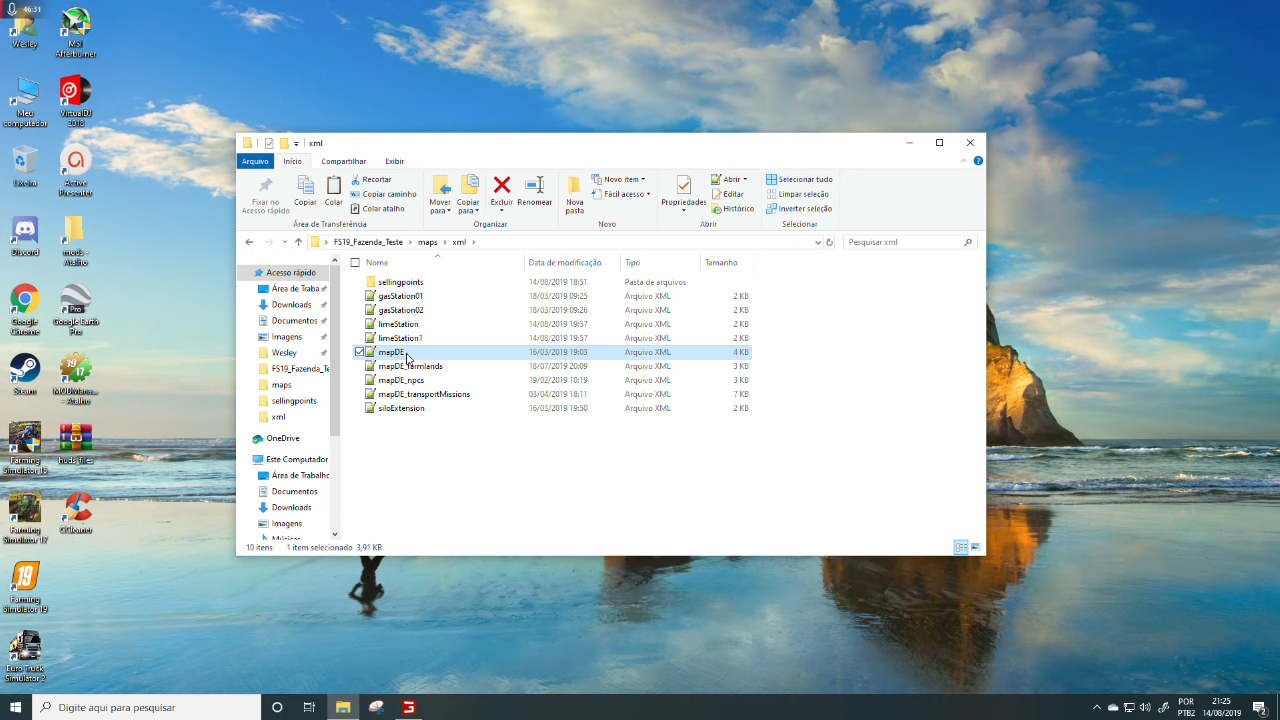 46:31
Wesley
MSI
Afterburner
Meu
computador
VirtualDJ
2018
Lixeira
Active
Presenter
Discord
mods -
Atalho
Google
Chrome
Google Earth
Pro
Steam
MODMana...
- Atalho
Farming
Simulator 15
huds_files
Farming
Simulator 17
CCleaner
Farming
Simulator 19
Euro Truck
Simulator 2
xml
Arquivo Início Compartilhar Exibir
Fixar no
Acesso rápido
Copiar
Colar
Recortar
Copiar caminho
Colar atalho
Área de Transferência
Mover
para
Copiar
para
Excluir
Renomear
Organizar
Nova
pasta
Novo item
Fácil acesso
Novo
Propriedades
Abrir
Editar
Histórico
Abrir
Selecionar tudo
Limpar seleção
Inverter seleção
Selecionar
FS19_Fazenda_Teste > maps > xml >
Pesquisar xml
Acesso rápido
Área de Traba
Downloads
Documentos
Imagens
Wesley
FS19_Fazenda_Te
maps
sellingpoints
xml
OneDrive
Este Computador
Área de Trabalho
Documentos
Downloads
Imagens
Músicas
Nome Data de modificação Tipo Tamanho
sellingpoints 14/08/2019 18:51 Pasta de arquivos
gasStation01 18/03/2019 09:25 Arquivo XML 2 KB
gasStation02 18/03/2019 09:26 Arquivo XML 2 KB
limeStation 14/08/2019 19:57 Arquivo XML 2 KB
limeStation1 14/08/2019 19:57 Arquivo XML 2 KB
mapDE 16/03/2019 19:03 Arquivo XML 4 KB
mapDE_farmlands 18/07/2019 20:09 Arquivo XML 3 KB
mapDE_npcs 19/02/2019 10:19 Arquivo XML 3 KB
mapDE_transportMissions 03/04/2019 18:11 Arquivo XML 7 KB
siloExtension 16/03/2019 19:50 Arquivo XML 2 KB
10 itens 1 item selecionado 3,91 KB
Digite aqui para pesquisar
POR
PTB2
21:25
14/08/2019
2